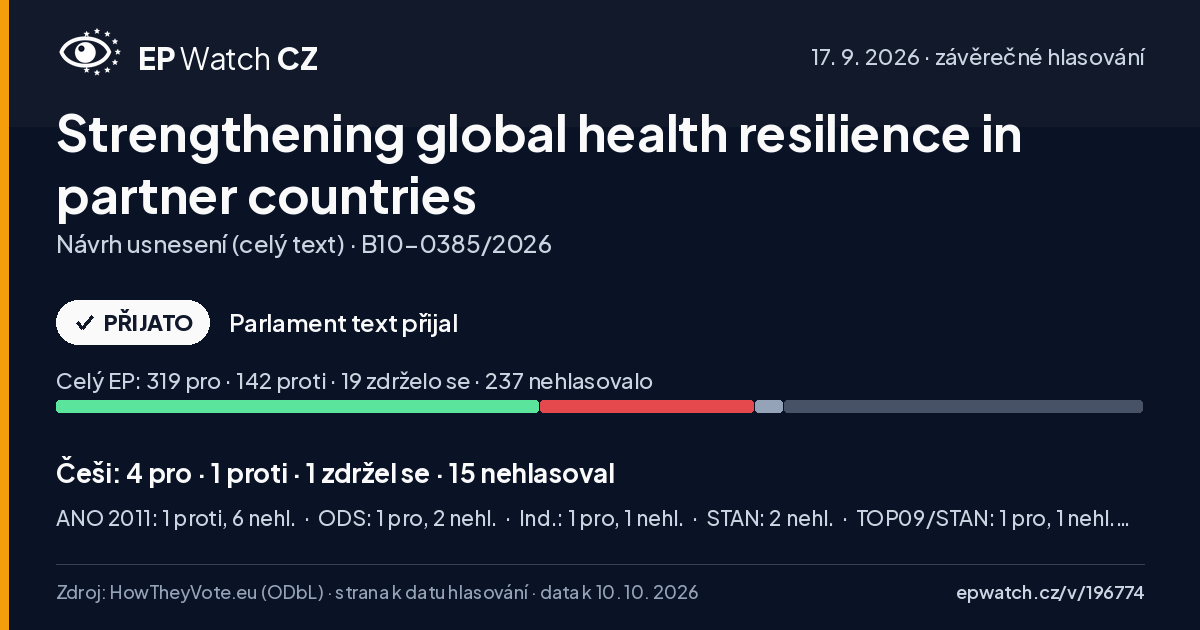 EP Watch CZ
17. 9. 2026 · závěrečné hlasování
Strengthening global health resilience in
partner countries
Návrh usnesení (celý text) · B10–0385/2026
✓ PŘIJATO
Parlament text přijal
Celý EP: 319 pro · 142 proti · 19 zdrželo se · 237 nehlasovalo
Češi: 4 pro · 1 proti · 1 zdržel se · 15 nehlasoval
ANO 2011: 1 proti, 6 nehl. · ODS: 1 pro, 2 nehl. · Ind.: 1 pro, 1 nehl. · STAN: 2 nehl. · TOP09/STAN: 1 pro, 1 nehl. …
Zdroj: HowTheyVote.eu (ODbL) · strana k datu hlasování · data k 10. 10. 2026
epwatch.cz/v/196774